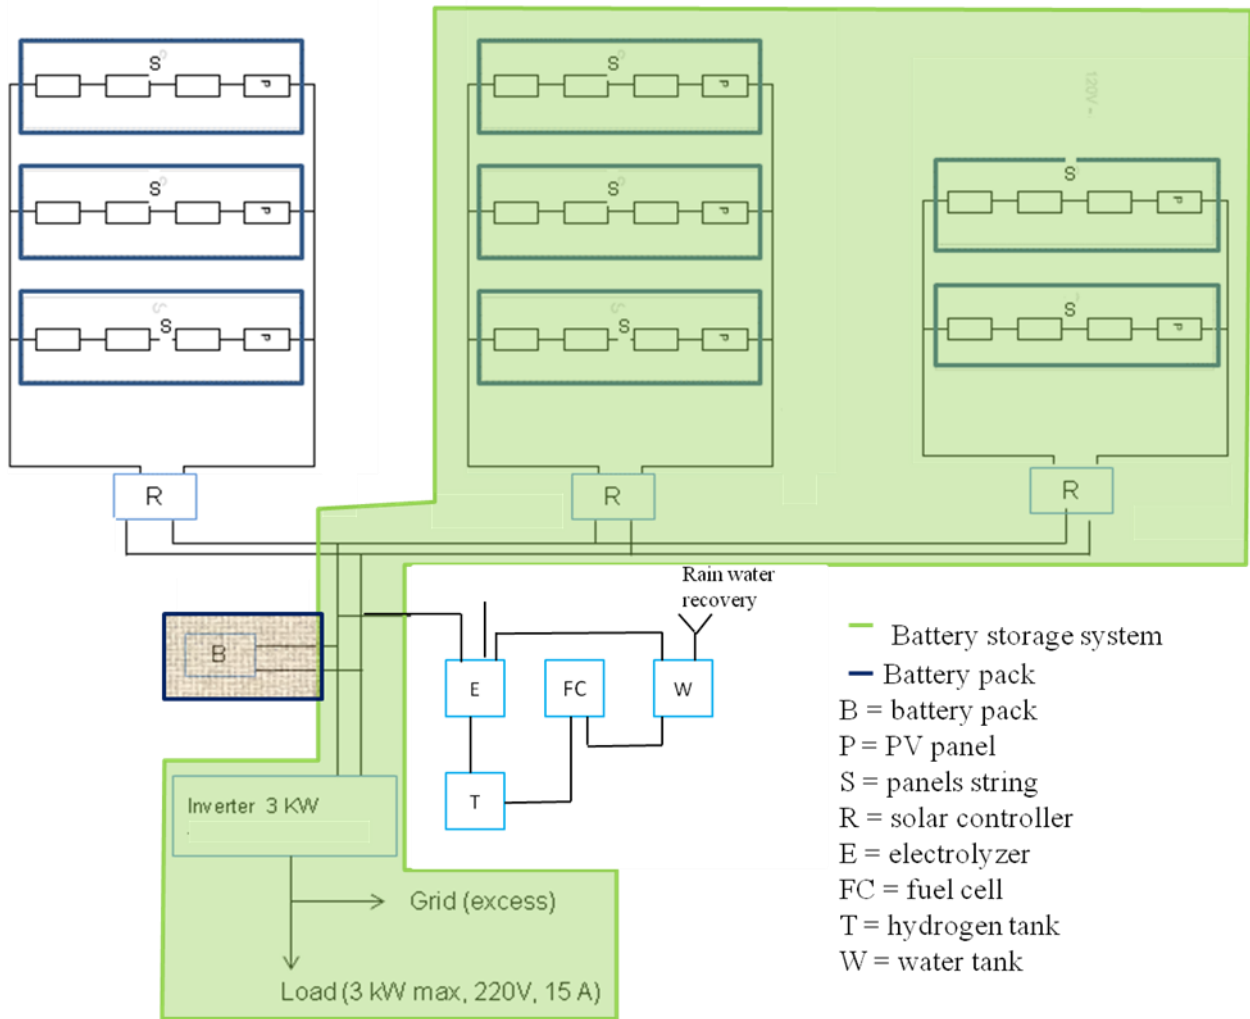 S
P
S
P
S
P
S
P
S
P
S
P
120V -
S
P
S
P
R
R
R
B
Rain water
recovery
E
FC
W
T
Inverter 3 KW
Grid (excess)
Load (3 kW max, 220V, 15 A)
Battery storage system
Battery pack
B = battery pack
P = PV panel
S = panels string
R = solar controller
E = electrolyzer
FC = fuel cell
T = hydrogen tank
W = water tank